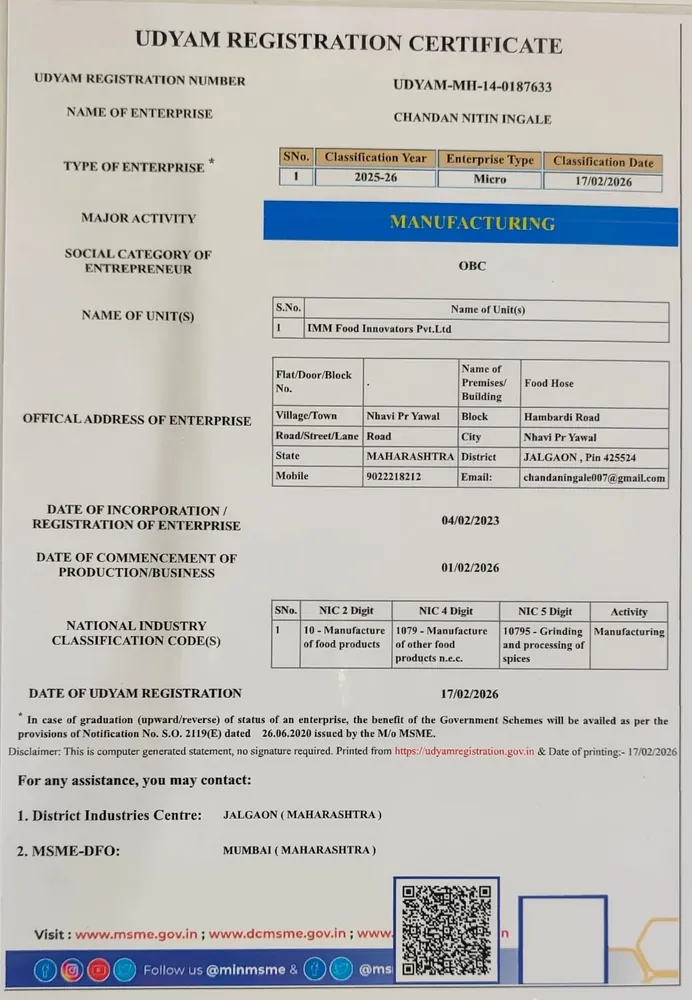 UDYAM REGISTRATION CERTIFICATE
UDYAM REGISTRATION NUMBER UDYAM-MH-14-0187633
NAME OF ENTERPRISE CHANDAN NITIN INGALE
TYPE OF ENTERPRISE *
SNo. Classification Year Enterprise Type Classification Date
1 2025-26 Micro 17/02/2026
MAJOR ACTIVITY MANUFACTURING
SOCIAL CATEGORY OF
ENTREPRENEUR
OBC
NAME OF UNIT(S)
S.No. Name of Unit(s)
1 IMM Food Innovators Pvt.Ltd
OFFICAL ADDRESS OF ENTERPRISE
Flat/Door/Block
No.
.
Name of
Premises/
Building
Food Hose
Village/Town Nhavi Pr Yawal Block Hambardi Road
Road/Street/Lane Road City Nhavi Pr Yawal
State MAHARASHTRA District JALGAON , Pin 425524
Mobile 9022218212 Email: chandaningale007@gmail.com
DATE OF INCORPORATION /
REGISTRATION OF ENTERPRISE
04/02/2023
DATE OF COMMENCEMENT OF
PRODUCTION/BUSINESS
01/02/2026
NATIONAL INDUSTRY
CLASSIFICATION CODE(S)
SNo. NIC 2 Digit NIC 4 Digit NIC 5 Digit Activity
1 10 - Manufacture 1079 - Manufacture 10795 - Grinding Manufacturing
of food products of other food and processing of
products n.e.c. spices
DATE OF UDYAM REGISTRATION 17/02/2026
* In case of graduation (upward/reverse) of status of an enterprise, the benefit of the Government Schemes will be availed as per the
provisions of Notification No. S.O. 2119(E) dated 26.06.2020 issued by the M/o MSME.
Disclaimer: This is computer generated statement, no signature required. Printed from https://udyamregistration.gov.in & Date of printing:- 17/02/2026
For any assistance, you may contact:
1. District Industries Centre: JALGAON ( MAHARASHTRA )
2. MSME-DFO: MUMBAI ( MAHARASHTRA )
Visit : www.msme.gov.in ; www.dcmsme.gov.in ; www. n
Follow us @minmsme & @ms